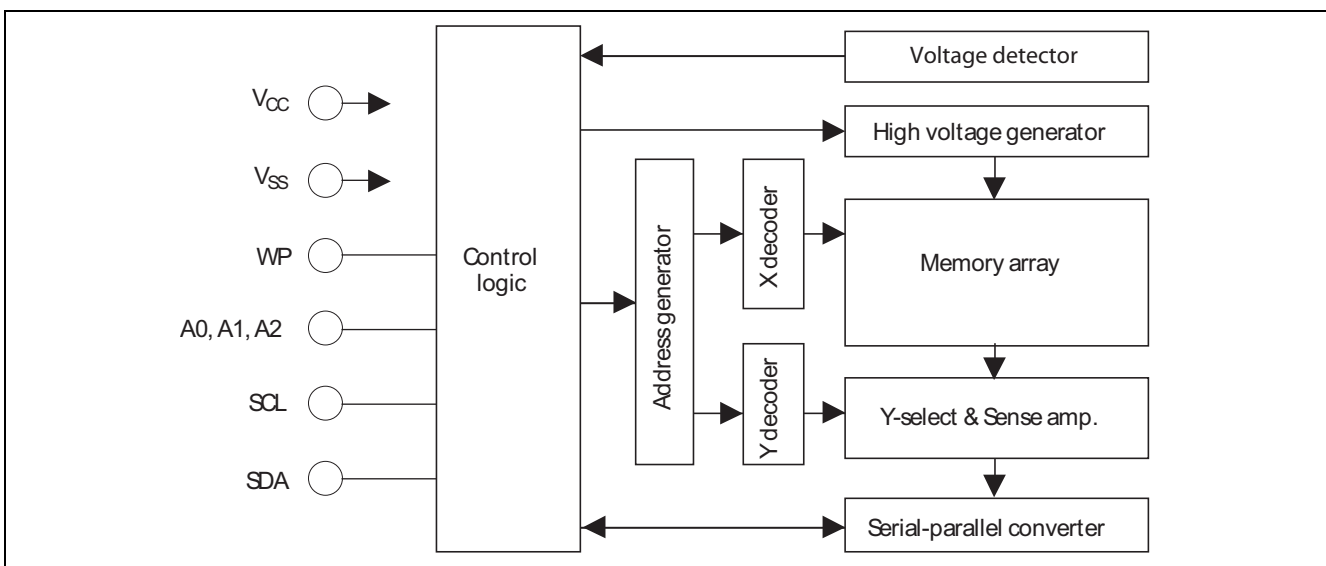 Voltage detector
VCC
High voltage generator
VSS
Address generator
X decoder
Memory array
WP
Control
logic
A0, A1, A2
Y decoder
SCL
Y-select & Sense amp.
SDA
Serial-parallel converter